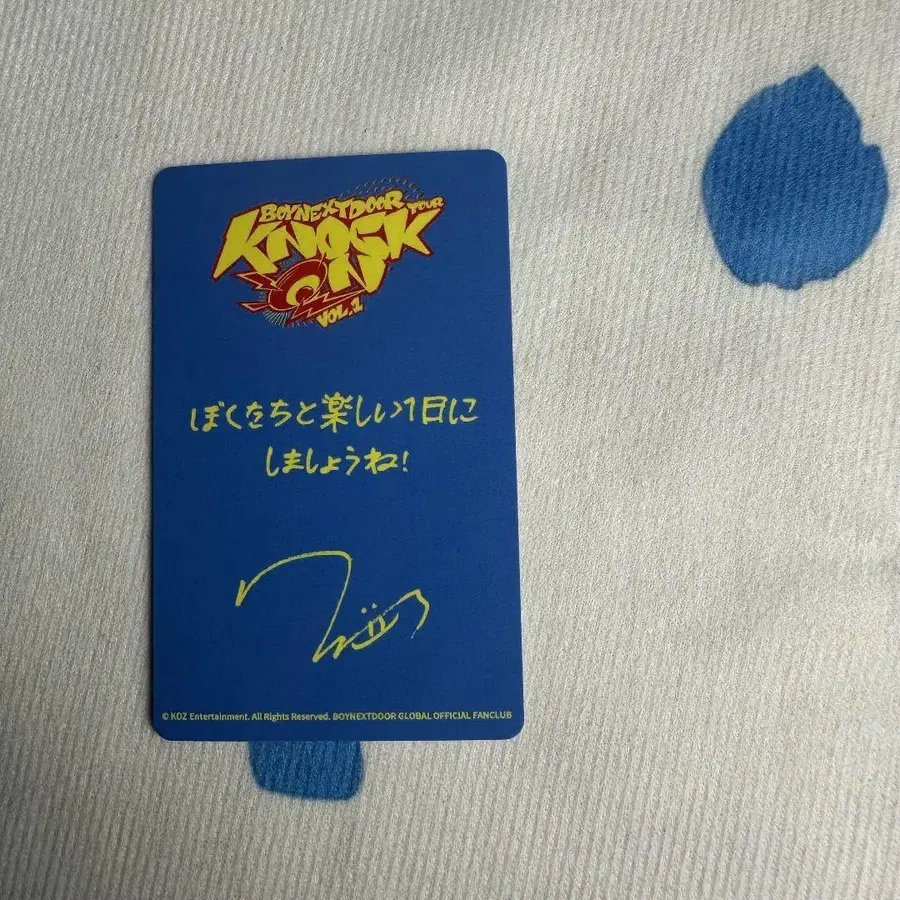 BOYNEXTDOOR TOUR
KNOCK
ON
VOL.1
ぼくたちと楽しい1日に
しましょうね!
© KOZ Entertainment. All Rights Reserved. BOYNEXTDOOR GLOBAL OFFICIAL FANCLUB